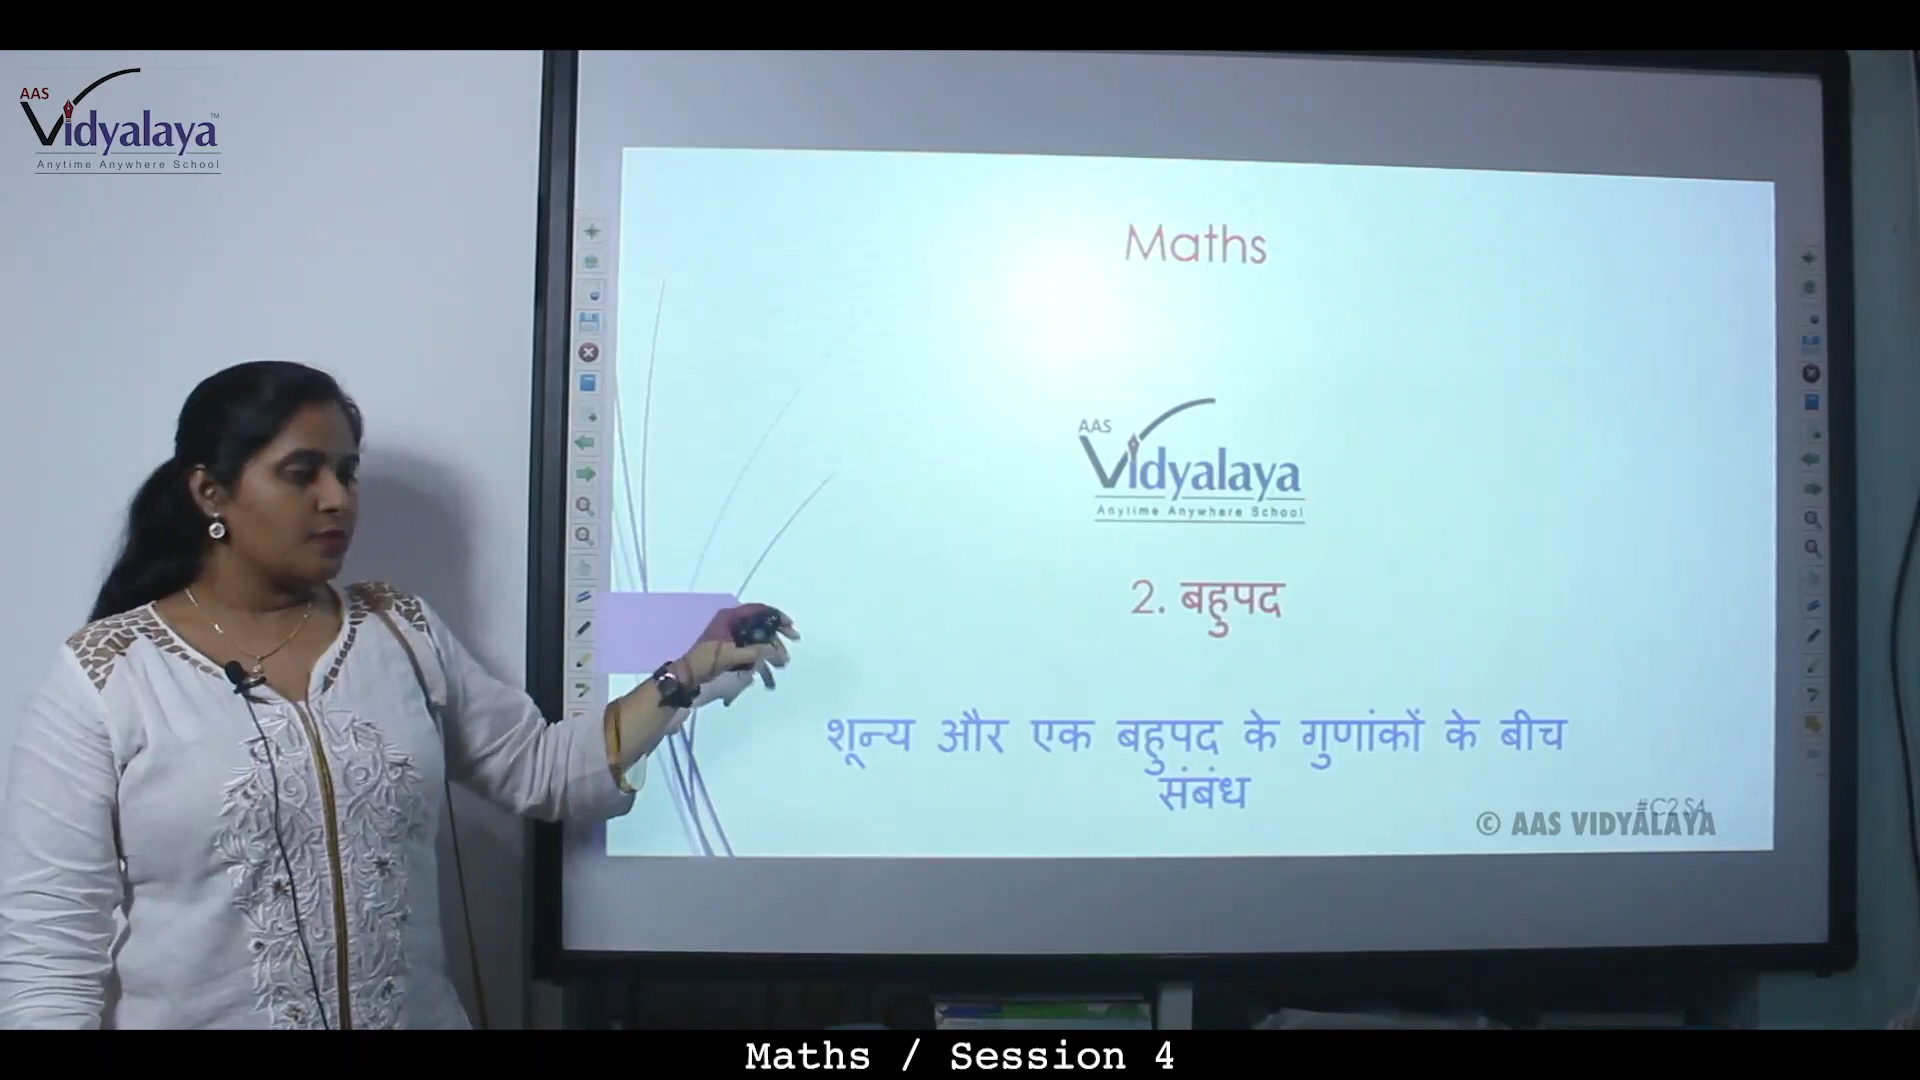 AAS
Vidyalaya™
Anytime Anywhere School
Maths
AAS
Vidyalaya
Anytime Anywhere School
2. बहुपद
शून्य और एक बहुपद के गुणांकों के बीच
संबंध
#C2 S4
© AAS VIDYALAYA
Maths / Session 4